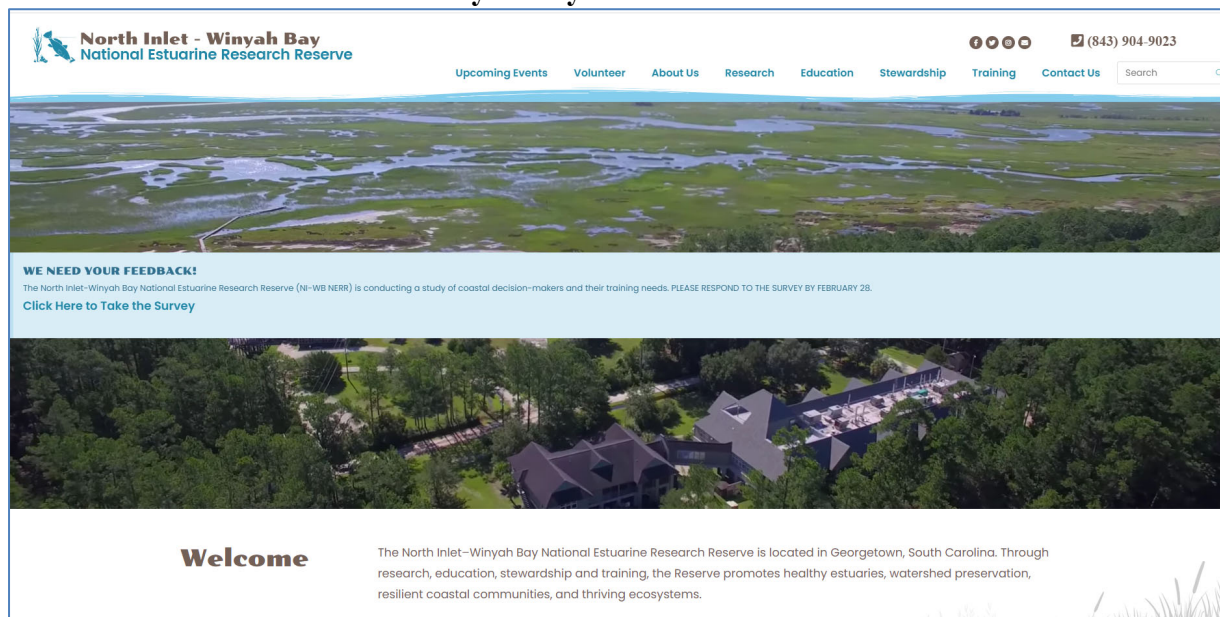 North Inlet - Winyah Bay
National Estuarine Research Reserve
(843) 904-9023
Upcoming Events Volunteer About Us Research Education Stewardship Training Contact Us Search
WE NEED YOUR FEEDBACK!
The North Inlet-Winyah Bay National Estuarine Research Reserve (NI-WB NERR) is conducting a study of coastal decision-makers and their training needs. PLEASE RESPOND TO THE SURVEY BY FEBRUARY 28.
Click Here to Take the Survey
Welcome
The North Inlet–Winyah Bay National Estuarine Research Reserve is located in Georgetown, South Carolina. Through
research, education, stewardship and training, the Reserve promotes healthy estuaries, watershed preservation,
resilient coastal communities, and thriving ecosystems.